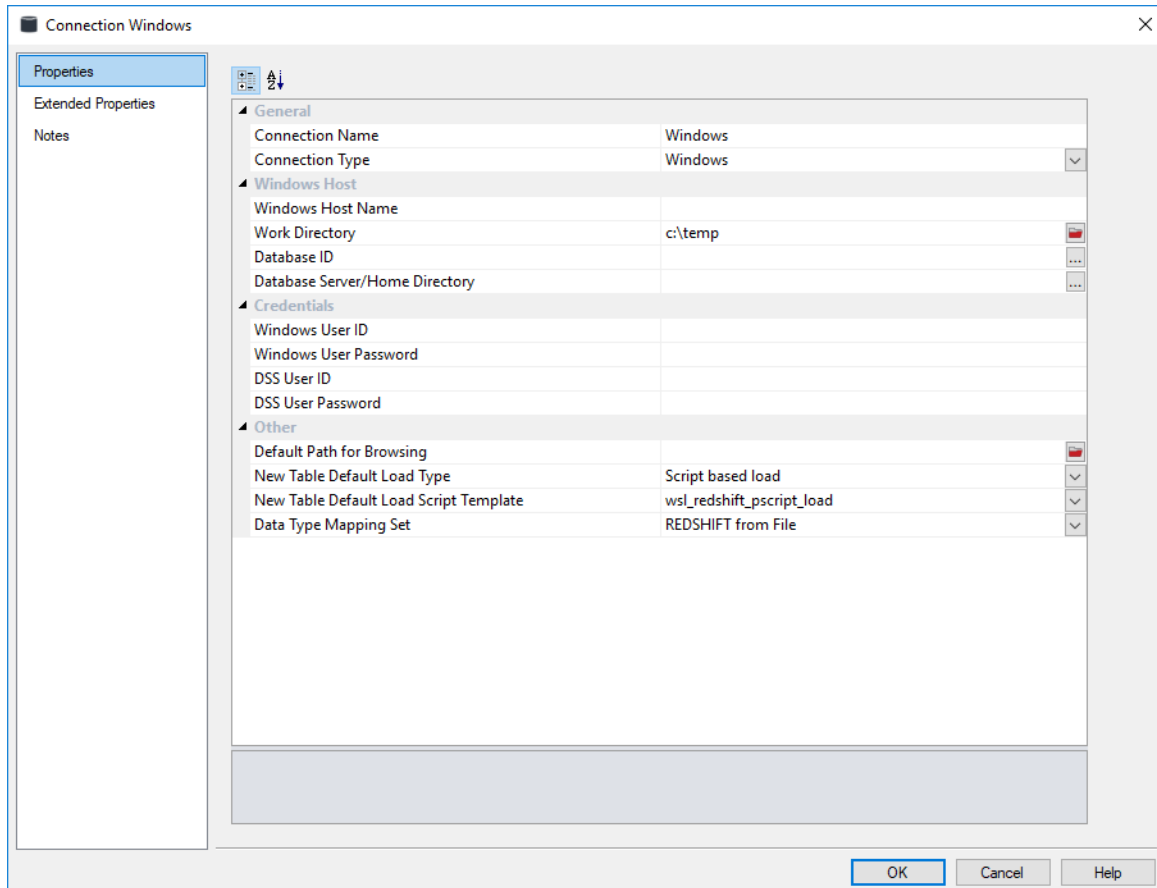 Connection Windows
Properties
Extended Properties
Notes
General
Connection Name Windows
Connection Type Windows
Windows Host
Windows Host Name
Work Directory c:\temp
Database ID ...
Database Server/Home Directory ...
Credentials
Windows User ID
Windows User Password
DSS User ID
DSS User Password
Other
Default Path for Browsing
New Table Default Load Type Script based load
New Table Default Load Script Template wsl_redshift_pscript_load
Data Type Mapping Set REDSHIFT from File
OK Cancel Help